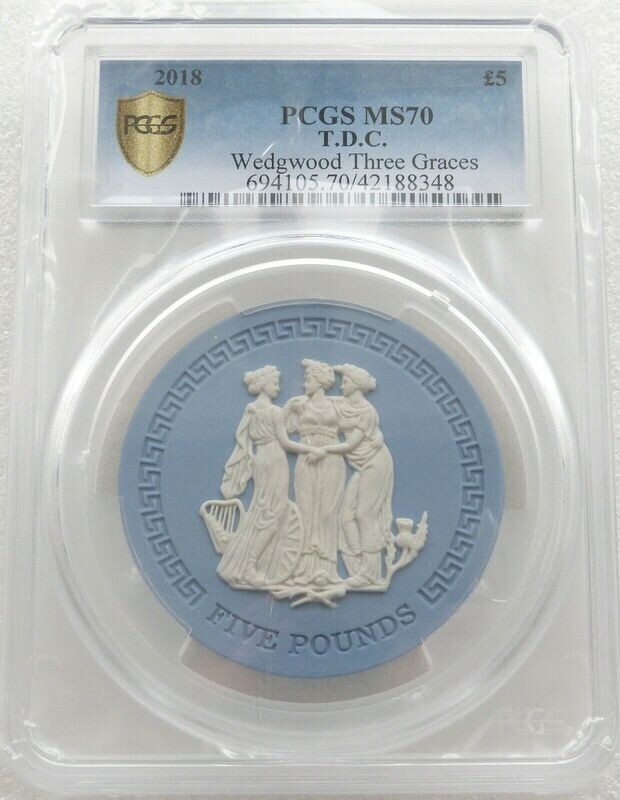 2018 £5
PCGS MS70
T.D.C.
Wedgwood Three Graces
694105.70/42188348
PCGS
FIVE POUNDS
PCGS